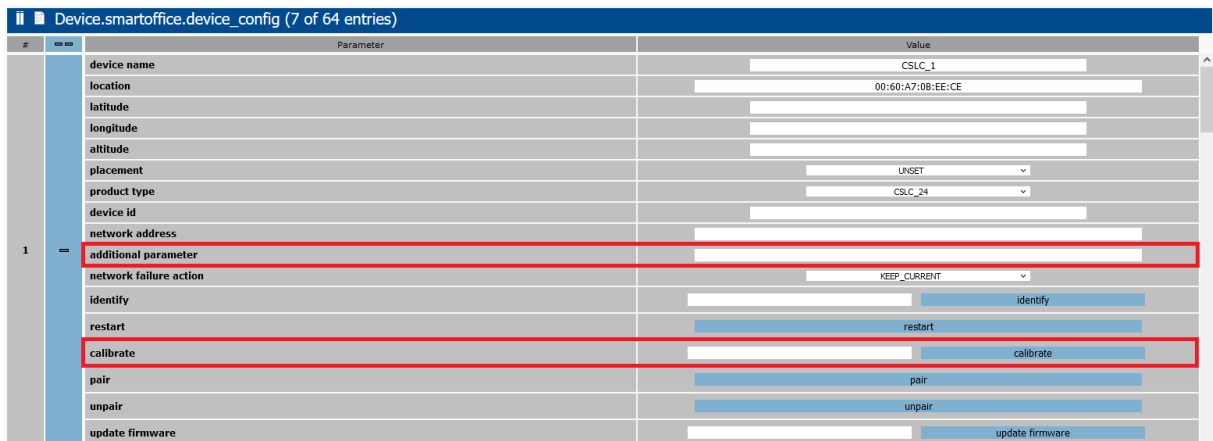 Device.smartoffice.device_config (7 of 64 entries)
# Parameter Value
device name CSLC_1
location 00:60:A7:0B:EE:CE
latitude
longitude
altitude
placement UNSET
product type CSLC_24
device id
network address
1 additional parameter
network failure action KEEP_CURRENT
identify identify
restart restart
calibrate calibrate
pair pair
unpair unpair
update firmware update firmware